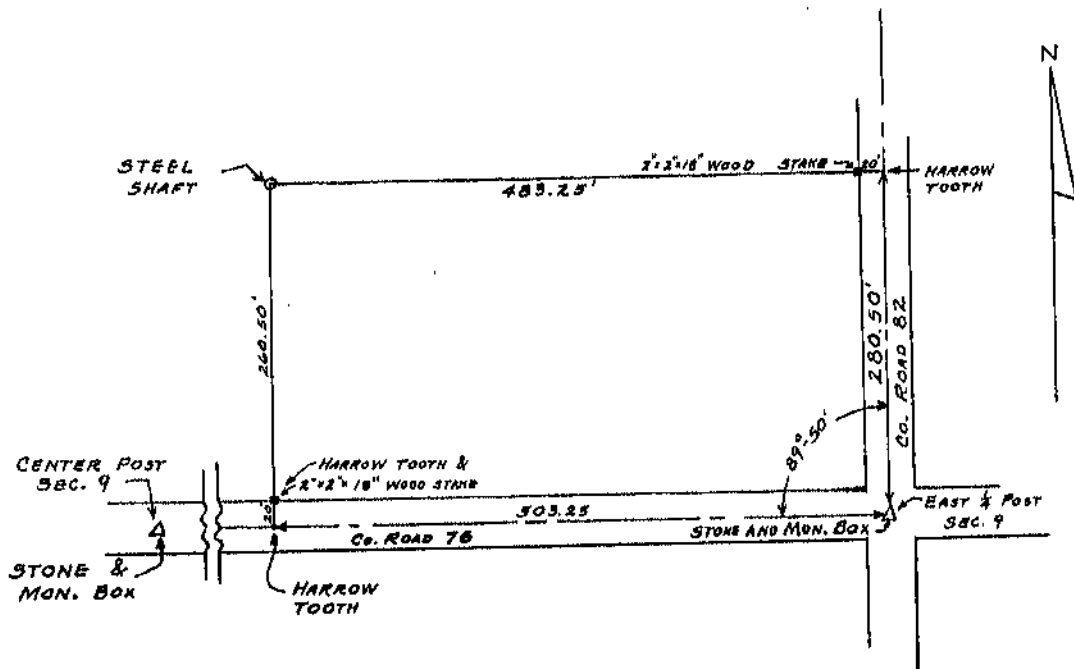 N
STEEL
SHAFT
2"x2"x18" WOOD STAKE
20'
HARROW
TOOTH
483.25'
260.50'
280.50'
CO. ROAD 82
89°-50'
CENTER POST
SEC. 9
HARROW TOOTH &
2"x2"x18" WOOD STAKE
20'
503.25
EAST 1/4 POST
SEC. 9
STONE AND MON. BOX
CO. ROAD 76
STONE &
MON. BOX
HARROW
TOOTH